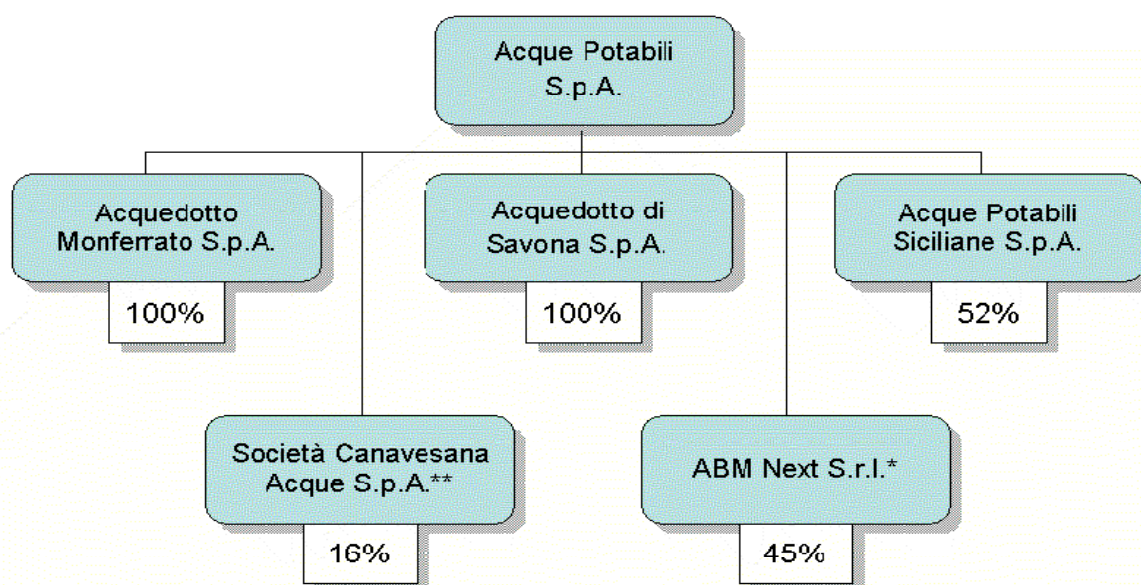 Acque Potabili
S.p.A.
Acquedotto
Monferrato S.p.A.
100%
Acquedotto di
Savona S.p.A.
100%
Acque Potabili
Siciliane S.p.A.
52%
Società Canavesana
Acque S.p.A.**
16%
ABM Next S.r.l.*
45%